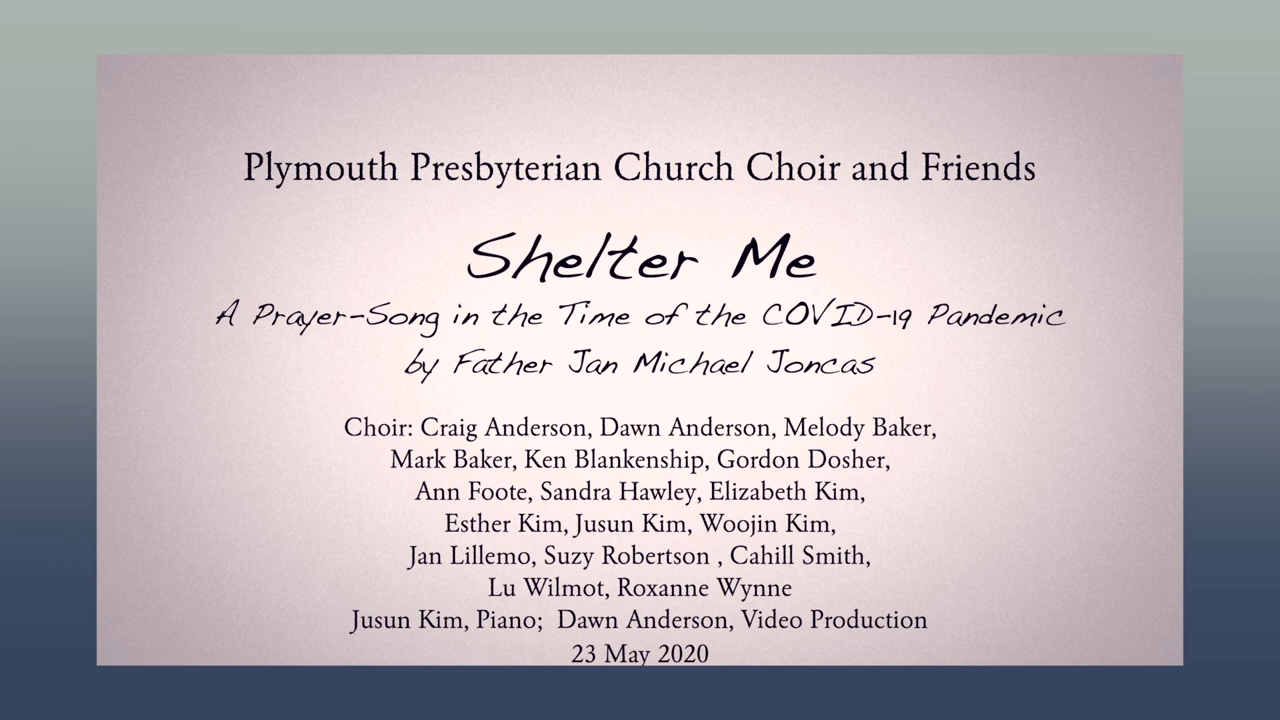 Plymouth Presbyterian Church Choir and Friends
Shelter Me
A Prayer-Song in the Time of the COVID-19 Pandemic
by Father Jan Michael Joncas
Choir: Craig Anderson, Dawn Anderson, Melody Baker,
Mark Baker, Ken Blankenship, Gordon Dosher,
Ann Foote, Sandra Hawley, Elizabeth Kim,
Esther Kim, Jusun Kim, Woojin Kim,
Jan Lillemo, Suzy Robertson , Cahill Smith,
Lu Wilmot, Roxanne Wynne
Jusun Kim, Piano;  Dawn Anderson, Video Production
23 May 2020